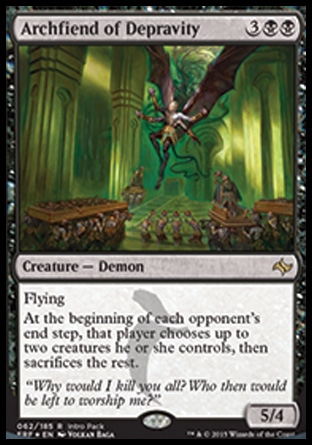 Archfiend of Depravity 3
Creature — Demon
Flying
At the beginning of each opponent's
end step, that player chooses up to
two creatures he or she controls, then
sacrifices the rest.
“Why would I kill you all? Who then would
be left to worship me?”
5/4
062/185 R Intro Pack
FRF EN VOLKAN BAGA
™ & © 2015 Wizards of the Coast